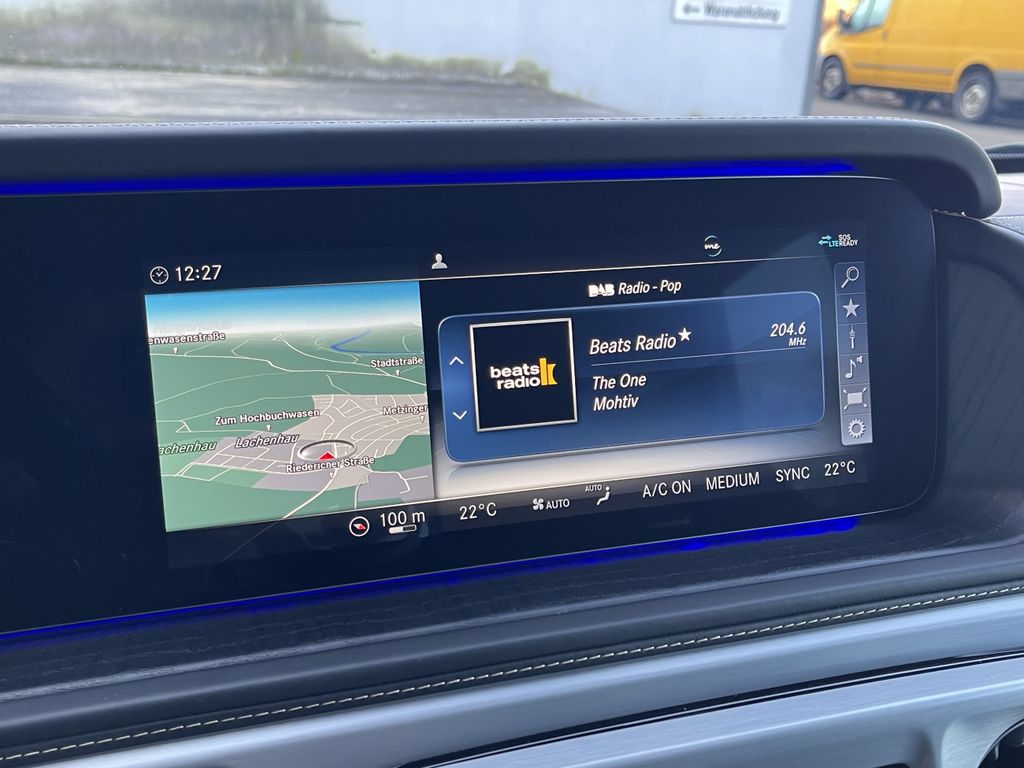 12:27
me
LTE
SOS
READY
DAB Radio - Pop
enwasenstraße
Stadtstraße
Zum Hochbuchwasen
Metzinger
achenhau
Lachenhau
Riedericher Straße
beats
radio
Beats Radio
204.6
MHz
The One
Mohtiv
100 m
22°C
AUTO
AUTO
A/C ON
MEDIUM
SYNC
22°C